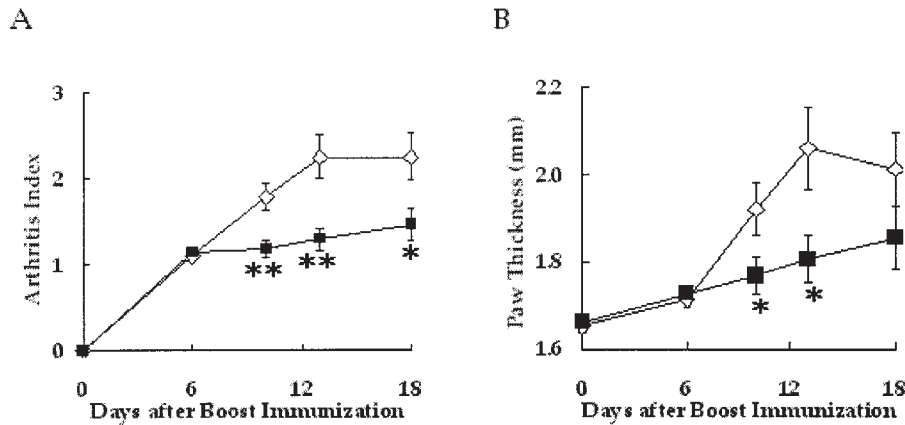 A
Arthritis Index
3
2
1
0
** ** *
0 6 12 18
Days after Boost Immunization
B
Paw Thickness (mm)
2.2
2.0
1.8
1.6
* *
0 6 12 18
Days after Boost Immunization